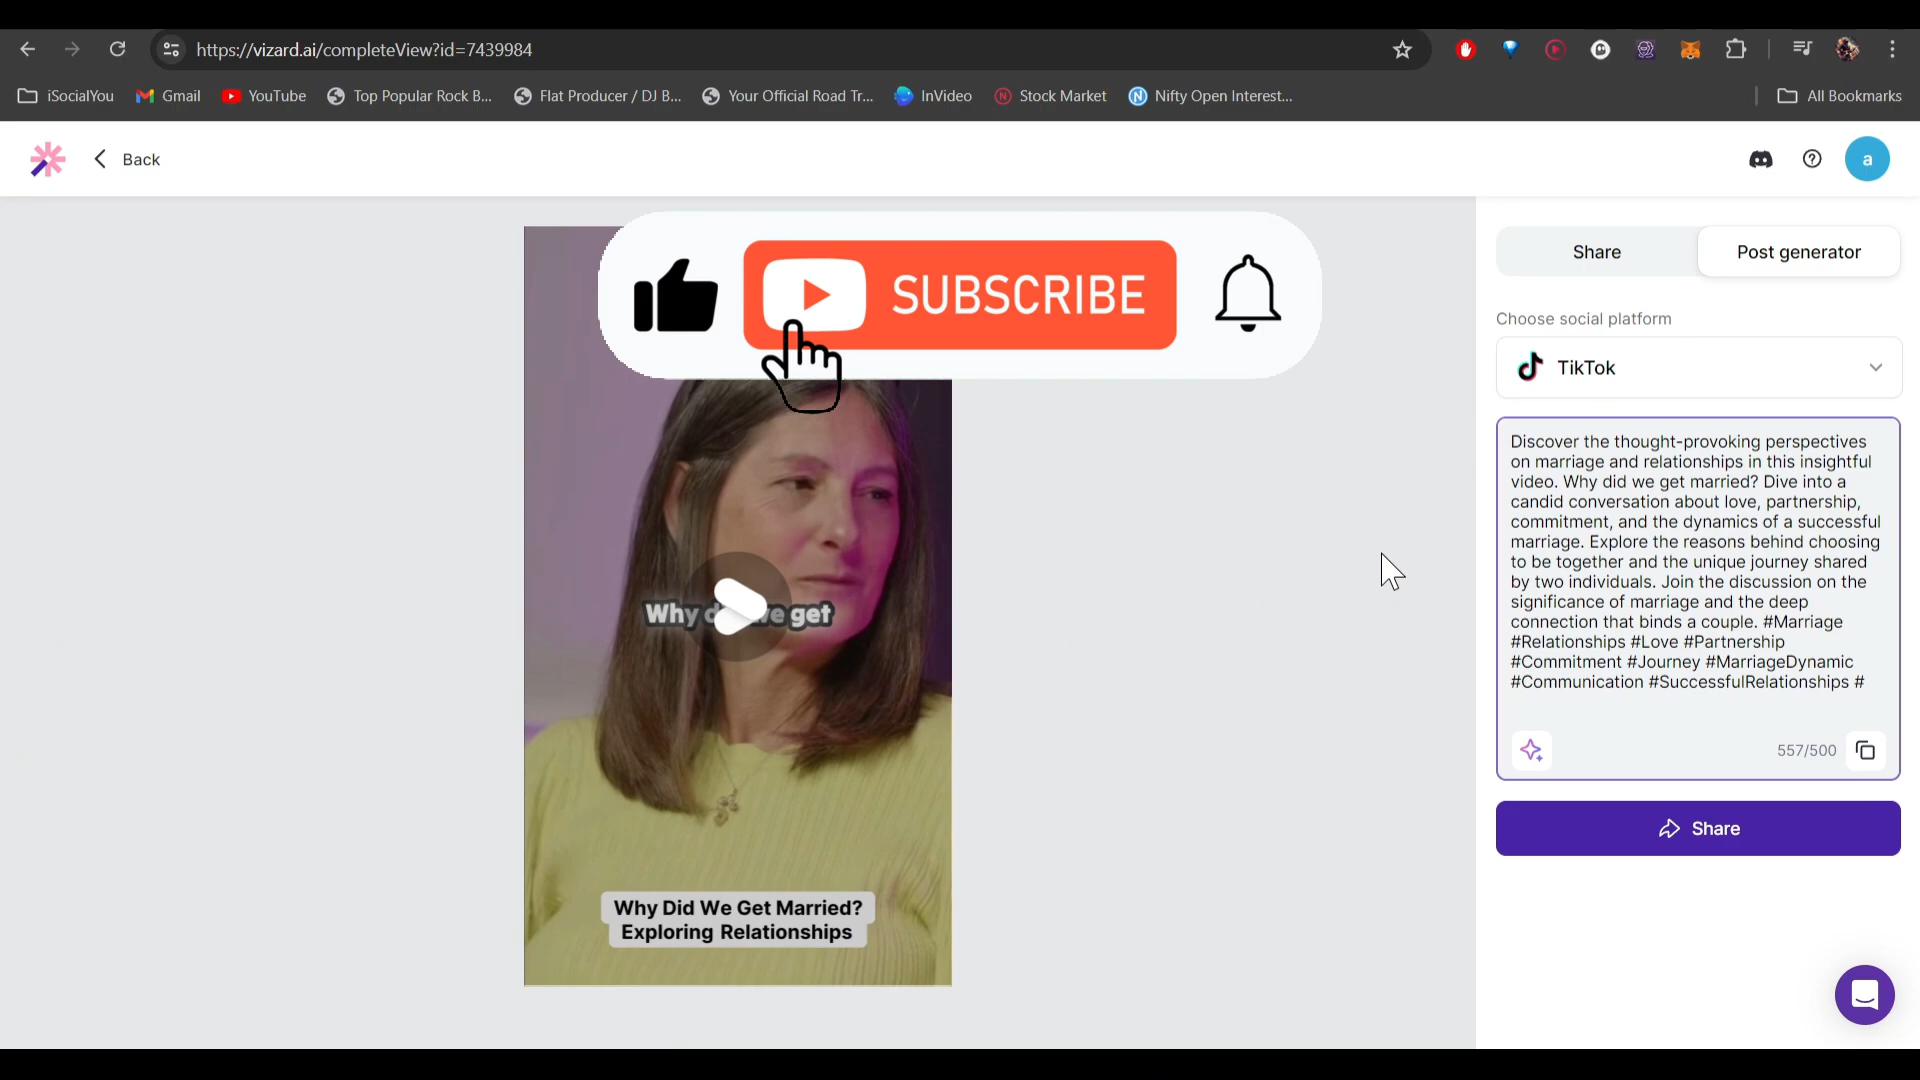 https://vizard.ai/completeView?id=7439984
iSocialYou
Gmail
YouTube
Top Popular Rock B...
Flat Producer / DJ B...
Your Official Road Tr...
InVideo
Stock Market
Nifty Open Interest...
All Bookmarks
Back
a
SUBSCRIBE
Share
Post generator
Choose social platform
TikTok
Discover the thought-provoking perspectives
on marriage and relationships in this insightful
video. Why did we get married? Dive into a
candid conversation about love, partnership,
commitment, and the dynamics of a successful
marriage. Explore the reasons behind choosing
to be together and the unique journey shared
by two individuals. Join the discussion on the
significance of marriage and the deep
connection that binds a couple. #Marriage
#Relationships #Love #Partnership
#Commitment #Journey #MarriageDynamic
#Communication #SuccessfulRelationships #
557/500
Share
Why get
Why Did We Get Married?
Exploring Relationships